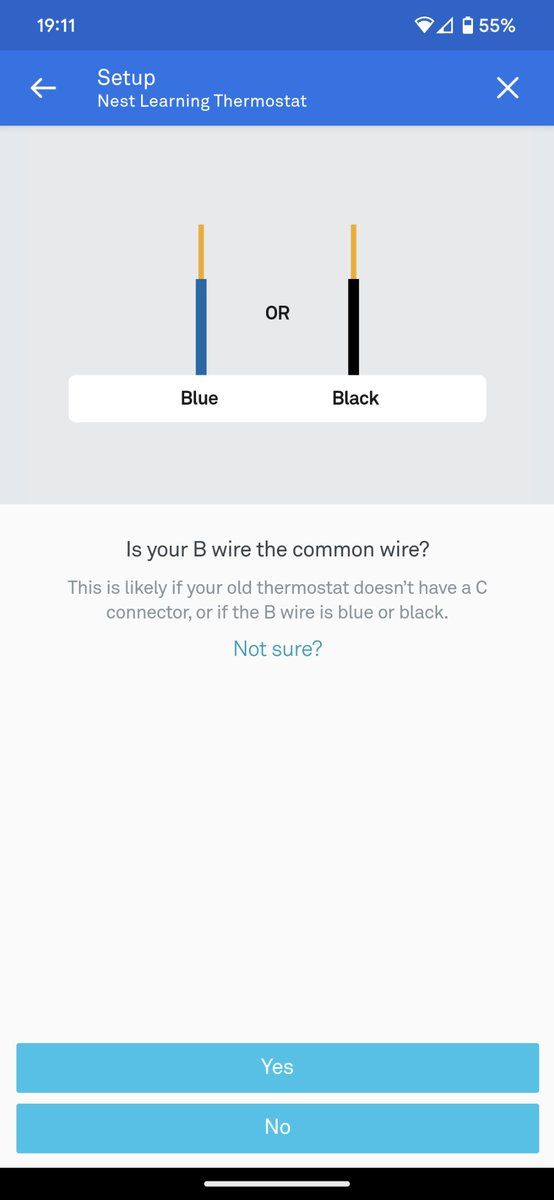 19:11
55%
Setup
Nest Learning Thermostat
OR
Blue
Black
Is your B wire the common wire?
This is likely if your old thermostat doesn't have a C
connector, or if the B wire is blue or black.
Not sure?
Yes
No